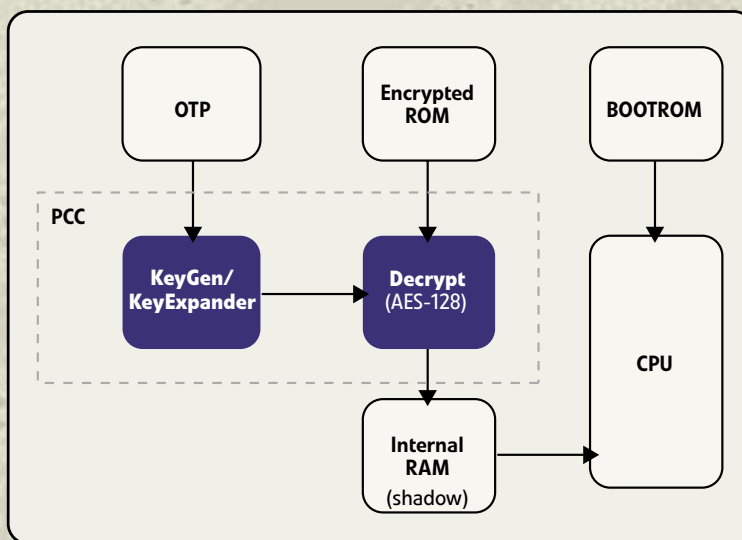 OTP
Encrypted
ROM
BOOTROM
PCC
KeyGen/
KeyExpander
Decrypt
(AES-128)
CPU
Internal
RAM
(shadow)